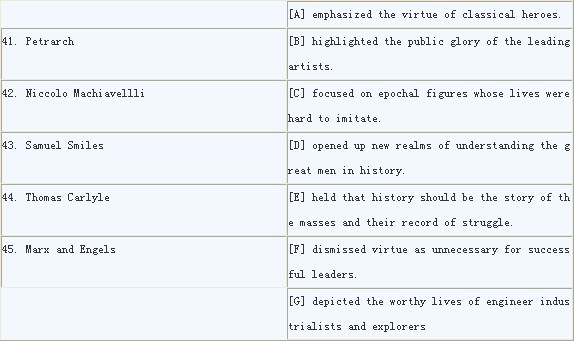 [A] emphasized the virtue of classical heroes.
41. Petrarch
[B] highlighted the public glory of the leading
artists.
42. Niccolo Machiavellli
[C] focused on epochal figures whose lives were
hard to imitate.
43. Samuel Smiles
[D] opened up new realms of understanding the g
reat men in history.
44. Thomas Carlyle
[E] held that history should be the story of th
e masses and their record of struggle.
45. Marx and Engels
[F] dismissed virtue as unnecessary for success
ful leaders.
[G] depicted the worthy lives of engineer indus
trialists and explorers